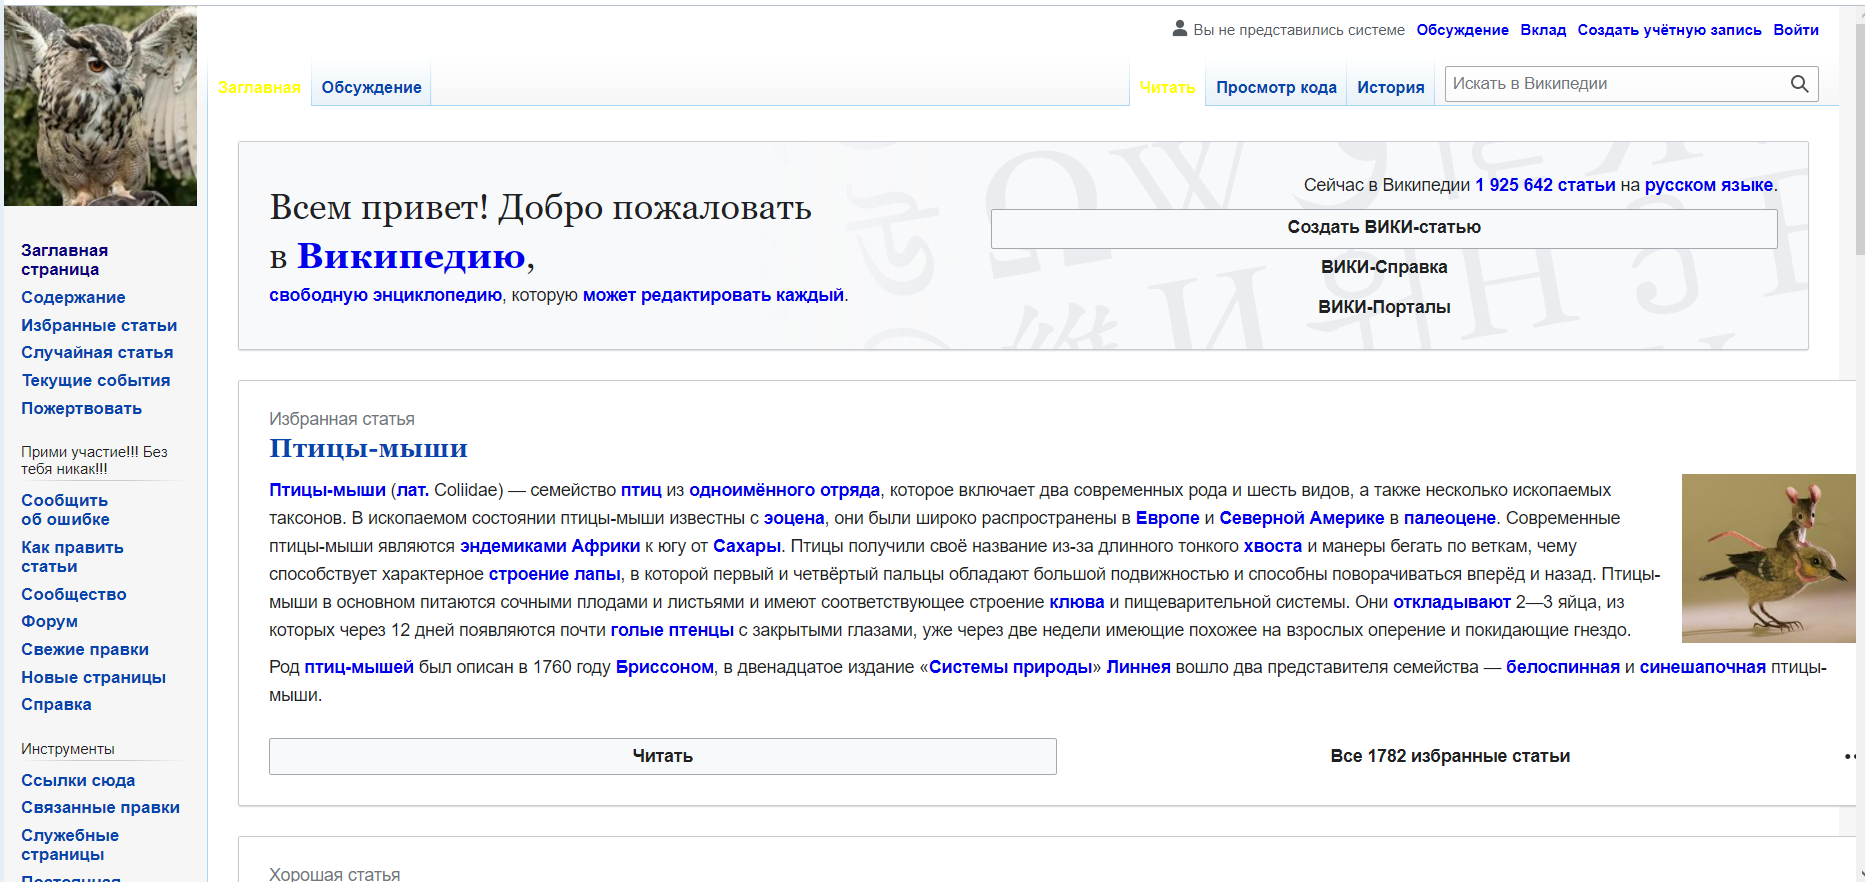 Вы не представились системе Обсуждение Вклад Создать учётную запись Войти
Заглавная Обсуждение Читать Просмотр кода История Искать в Википедии
Заглавная
страница
Содержание
Избранные статьи
Случайная статья
Текущие события
Пожертвовать
Прими участие!!! Без
тебя никак!!!
Сообщить
об ошибке
Как править
статьи
Сообщество
Форум
Свежие правки
Новые страницы
Справка
Инструменты
Ссылки сюда
Связанные правки
Служебные
страницы
Постоянная
Всем привет! Добро пожаловать
в Википедию,
свободную энциклопедию, которую может редактировать каждый.
Сейчас в Википедии 1 925 642 статьи на русском языке.
Создать ВИКИ-статью
ВИКИ-Справка
ВИКИ-Порталы
Избранная статья
Птицы-мыши
Птицы-мыши (лат. Coliidae) — семейство птиц из одноимённого отряда, которое включает два современных рода и шесть видов, а также несколько ископаемых
таксонов. В ископаемом состоянии птицы-мыши известны с эоцена, они были широко распространены в Европе и Северной Америке в палеоцене. Современные
птицы-мыши являются эндемиками Африки к югу от Сахары. Птицы получили своё название из-за длинного тонкого хвоста и манеры бегать по веткам, чему
способствует характерное строение лапы, в которой первый и четвёртый пальцы обладают большой подвижностью и способны поворачиваться вперёд и назад. Птицы-
мыши в основном питаются сочными плодами и листьями и имеют соответствующее строение клюва и пищеварительной системы. Они откладывают 2—3 яйца, из
которых через 12 дней появляются почти голые птенцы с закрытыми глазами, уже через две недели имеющие похожее на взрослых оперение и покидающие гнездо.
Род птиц-мышей был описан в 1760 году Бриссоном, в двенадцатое издание «Системы природы» Линнея вошло два представителя семейства — белоспинная и синешапочная птицы-
мыши.
Читать
Все 1782 избранные статьи
Хорошая статья